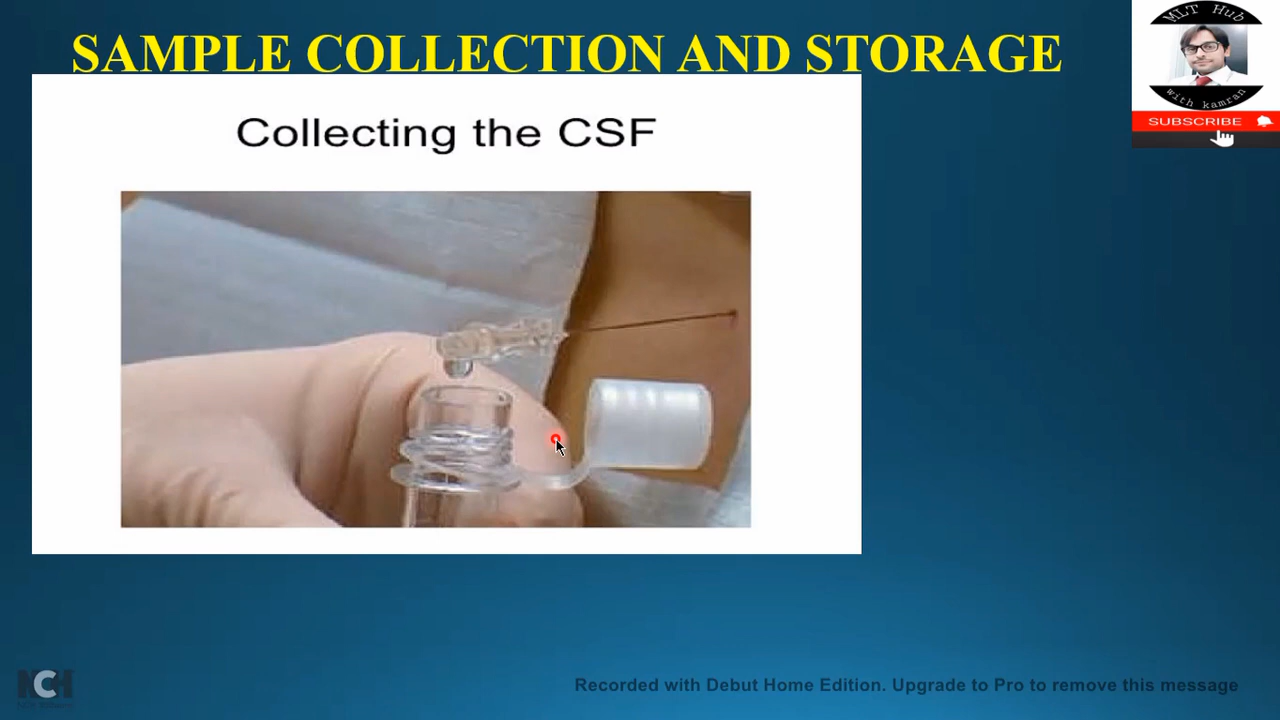 SAMPLE COLLECTION AND STORAGE
MLT Hub
with kamran
SUBSCRIBE
Collecting the CSF
NCH
Recorded with Debut Home Edition. Upgrade to Pro to remove this message